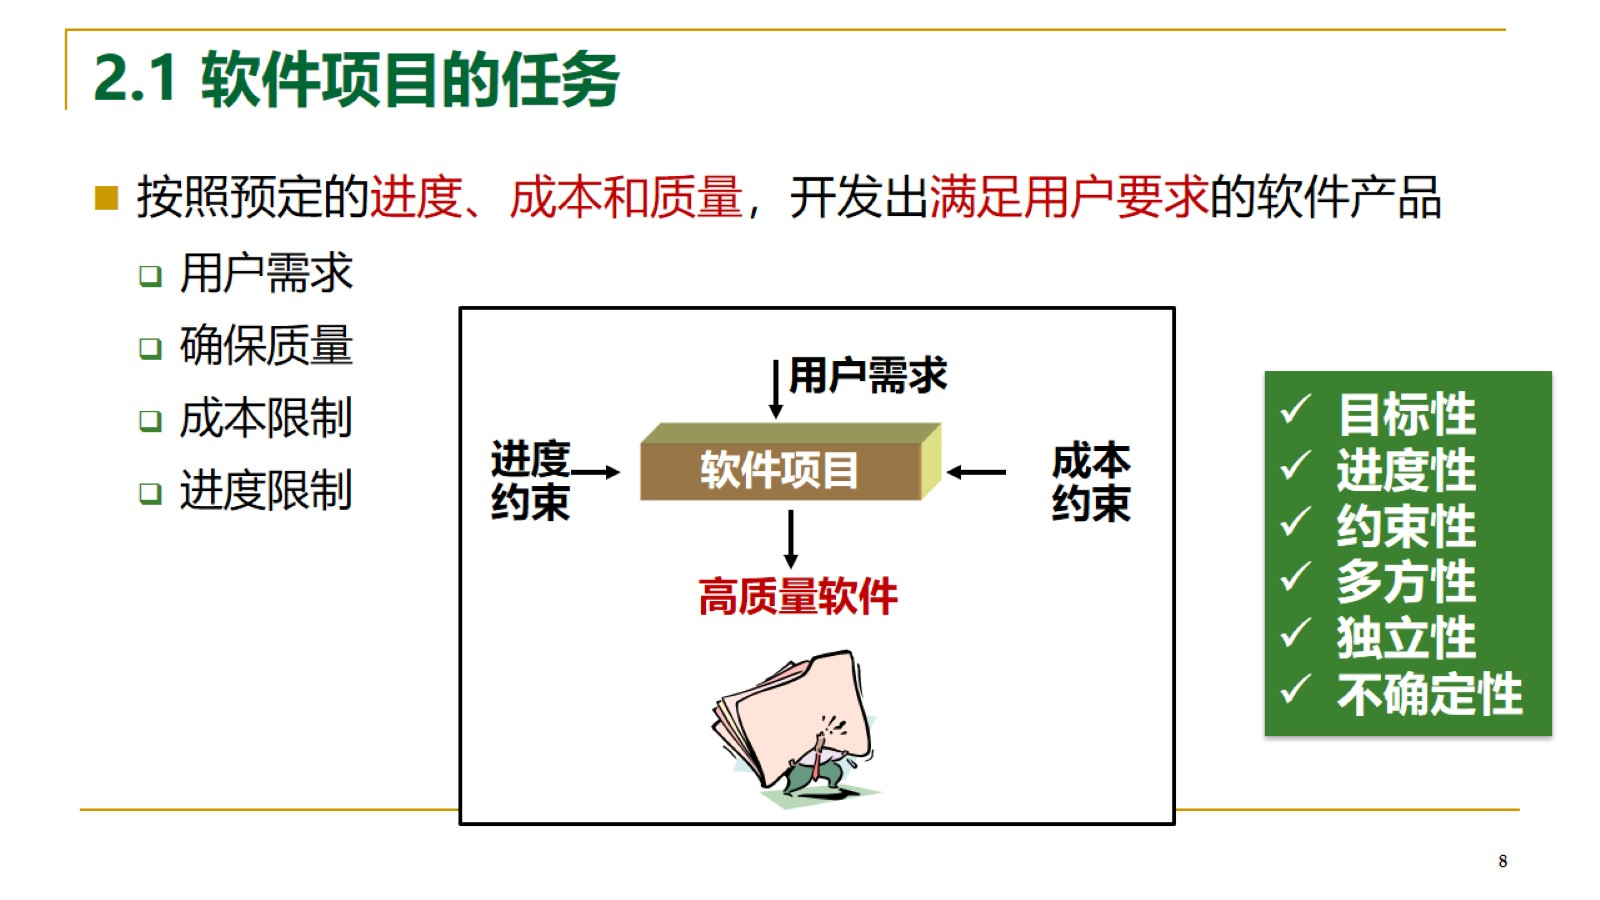 2.1 软件项目的任务
按照预定的进度、成本和质量，开发出满足用户要求的软件产品
用户需求
确保质量
成本限制
进度限制
用户需求
进度
约束
软件项目
成本
约束
高质量软件
✓ 目标性
✓ 进度性
✓ 约束性
✓ 多方性
✓ 独立性
✓ 不确定性
8